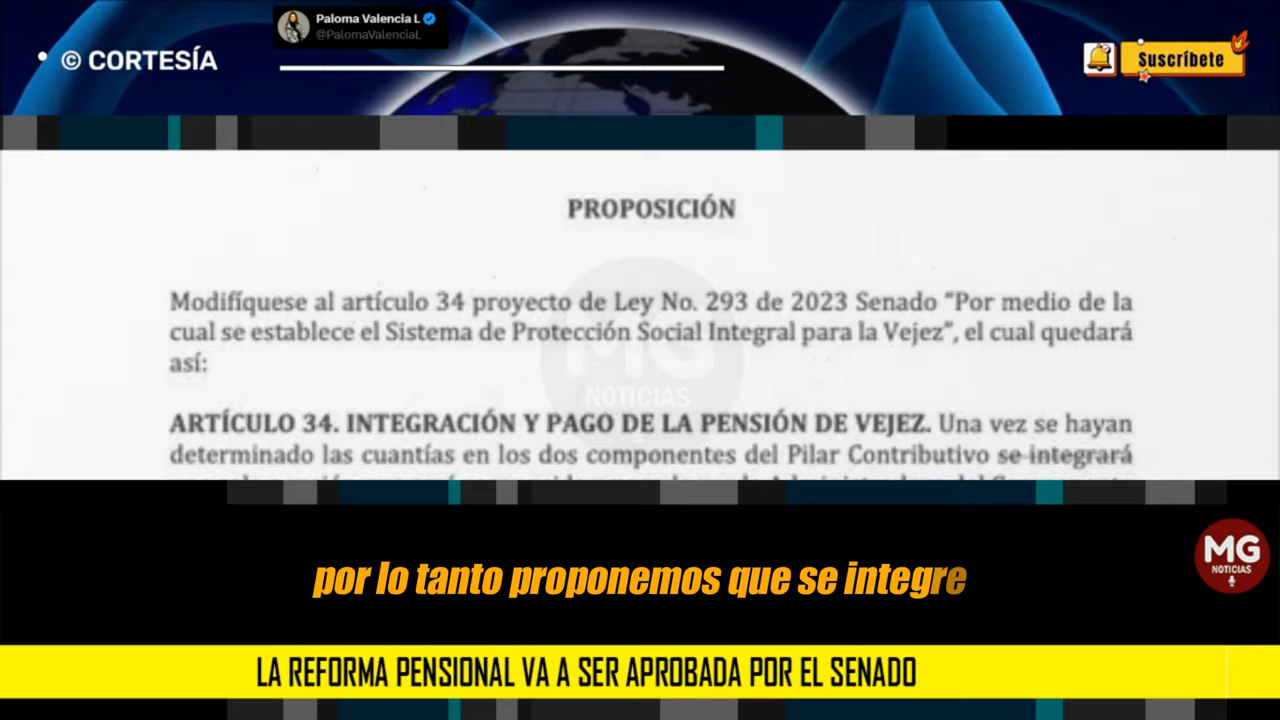 Paloma Valencia L
@PalomaValenciaL
© CORTESÍA
Suscríbete
PROPOSICIÓN
Modifíquese al artículo 34 proyecto de Ley No. 293 de 2023 Senado “Por medio de la
cual se establece el Sistema de Protección Social Integral para la Vejez”, el cual quedará
así:
ARTÍCULO 34. INTEGRACIÓN Y PAGO DE LA PENSIÓN DE VEJEZ. Una vez se hayan
determinado las cuantías en los dos componentes del Pilar Contributivo se integrará
MG
NOTICIAS
por lo tanto proponemos que se integre
MG
NOTICIAS
LA REFORMA PENSIONAL VA A SER APROBADA POR EL SENADO